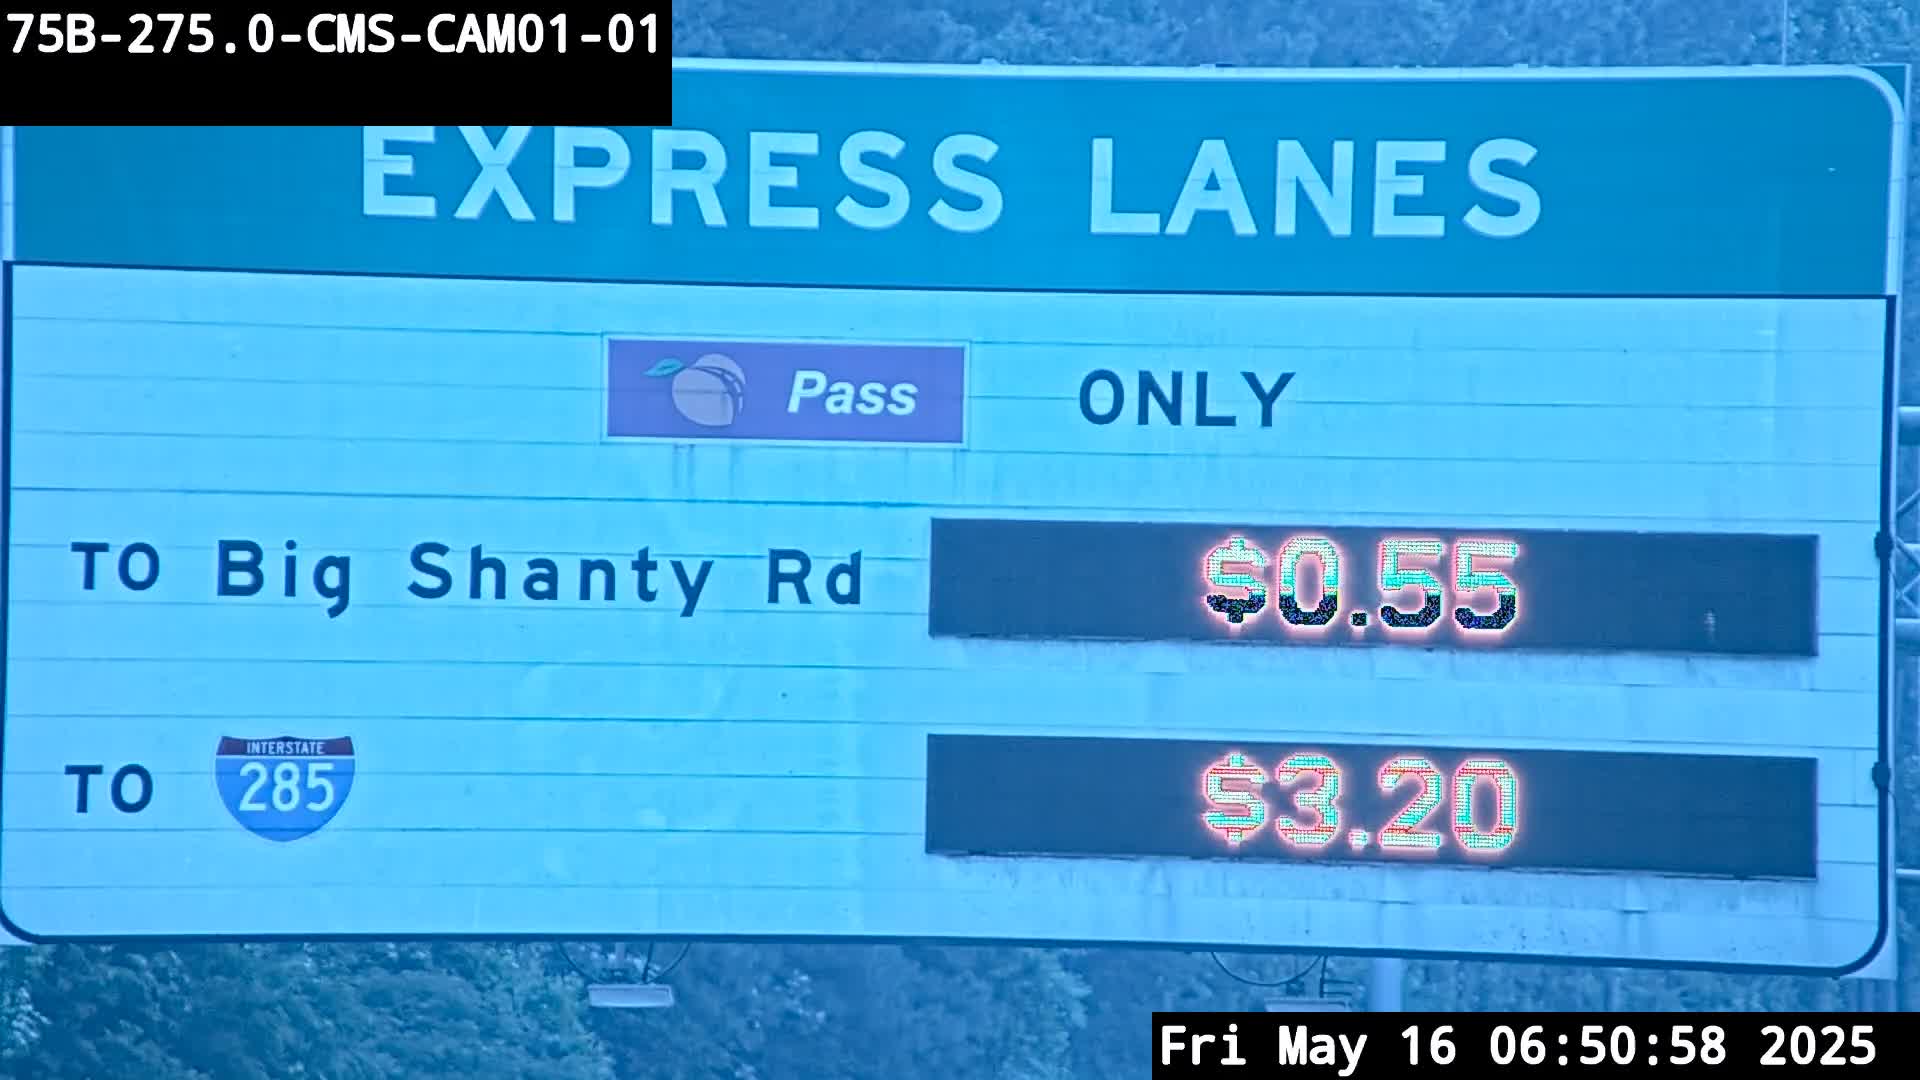 75B-275.0-CMS-CAM01-01
EXPRESS LANES
Pass ONLY
TO Big Shanty Rd $0.55
INTERSTATE
TO 285 $3.20
Fri May 16 06:50:58 2025